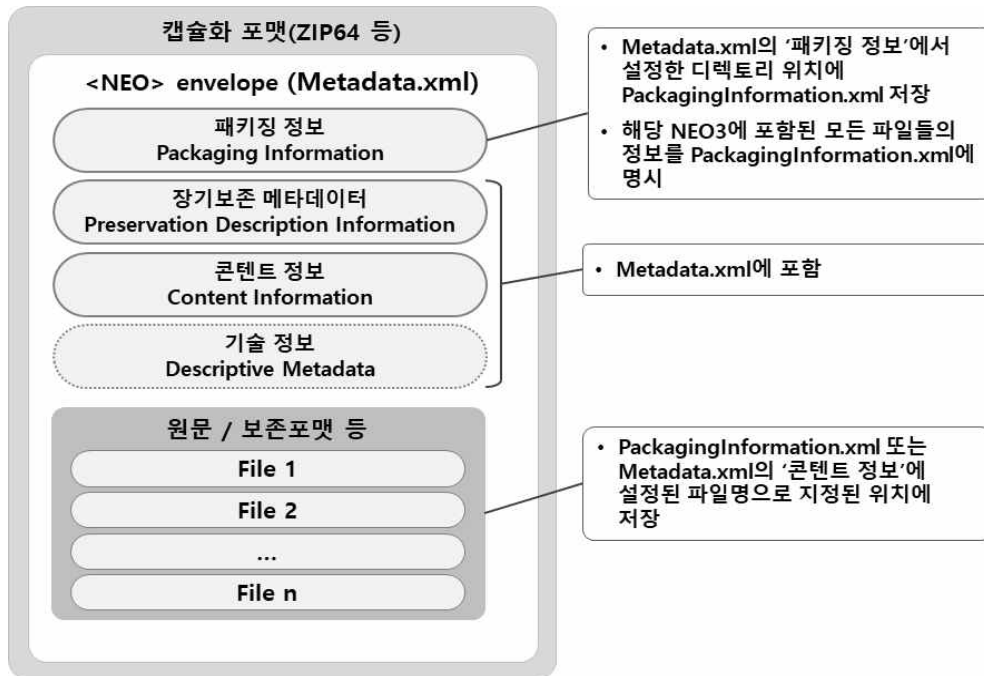 캡슐화 포맷(ZIP64 등)
<NEO> envelope (Metadata.xml)
패키징 정보
Packaging Information
장기보존 메타데이터
Preservation Description Information
콘텐트 정보
Content Information
기술 정보
Descriptive Metadata
원문 / 보존포맷 등
File 1
File 2
...
File n
• Metadata.xml의 ‘패키징 정보’에서
설정한 디렉토리 위치에
PackagingInformation.xml 저장
• 해당 NEO3에 포함된 모든 파일들의
정보를 PackagingInformation.xml에
명시
• Metadata.xml에 포함
• PackagingInformation.xml 또는
Metadata.xml의 ‘콘텐트 정보’에
설정된 파일명으로 지정된 위치에
저장